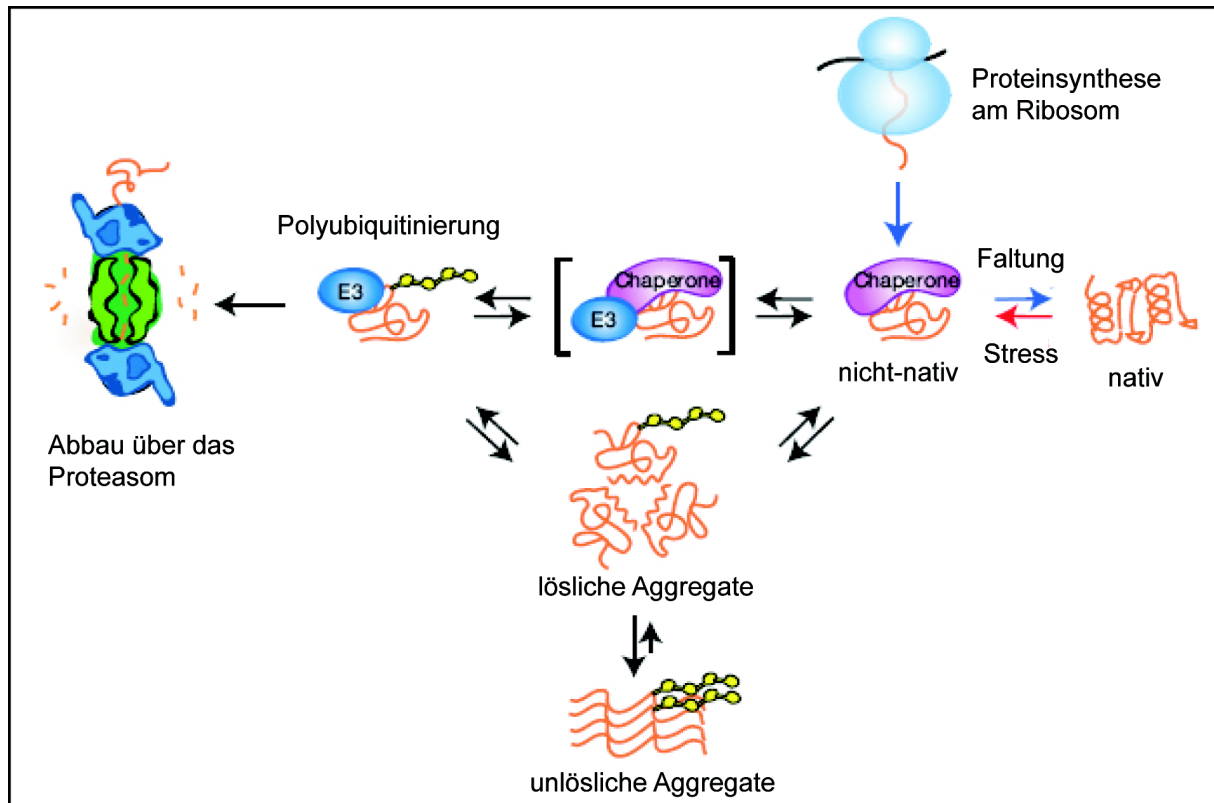 Proteinsynthese
am Ribosom
Polyubiquitinierung
E3
Chaperone
E3
Chaperone
Faltung
Stress
nicht-nativ
nativ
Abbau über das
Proteasom
lösliche Aggregate
unlösliche Aggregate